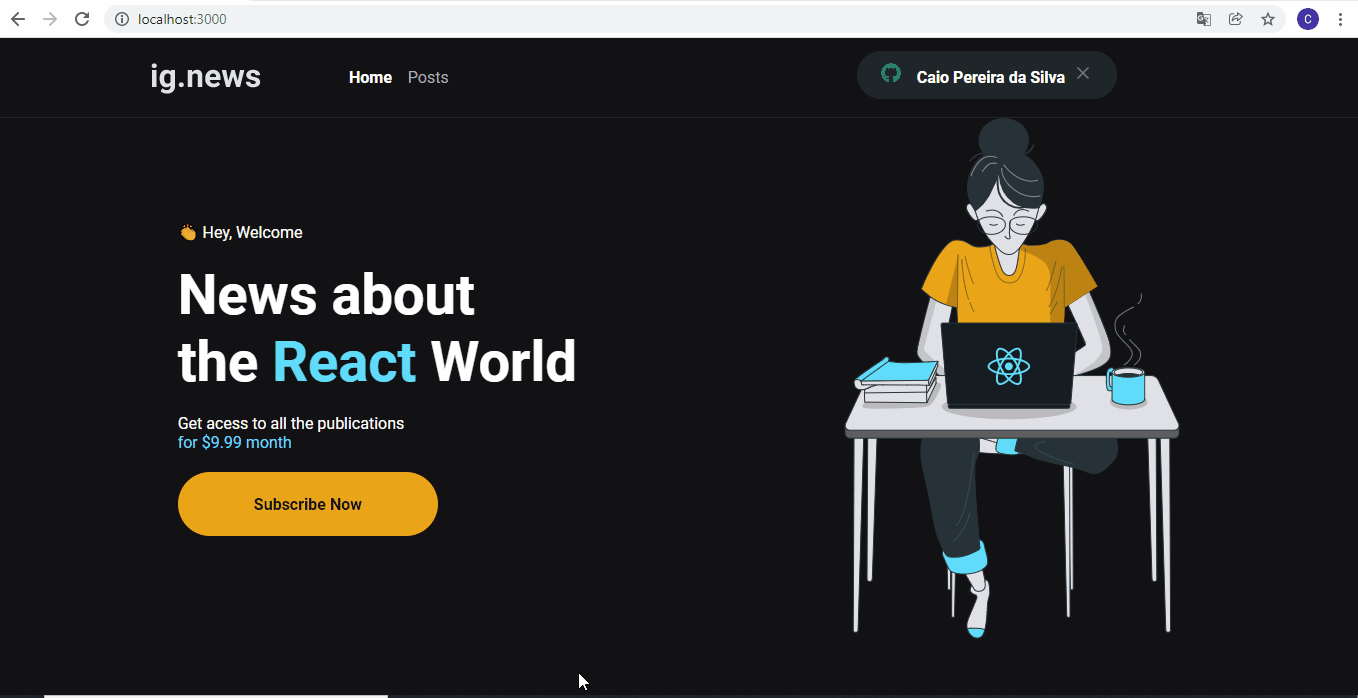 localhost:3000
C
ig.news
Home
Posts
Caio Pereira da Silva
👏 Hey, Welcome
News about
the React World
Get acess to all the publications
for $9.99 month
Subscribe Now